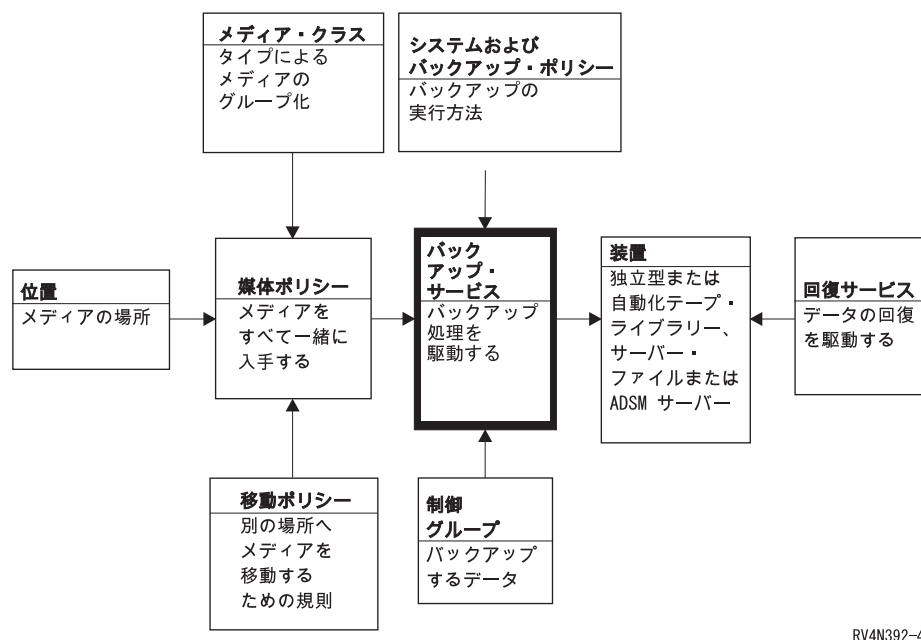 メディア・クラス
タイプによる
メディアの
グループ化
システムおよび
バックアップ・ポリシー
バックアップの
実行方法
位置
メディアの場所
媒体ポリシー
メディアを
すべて一緒に
入手する
バック
アップ・
サービス
バックアップ
処理を
駆動する
装置
独立型または
自動化テープ・
ライブラリー、
サーバー・
ファイルまたは
ADSM サーバー
回復サービス
データの回復
を駆動する
移動ポリシー
別の場所へ
メディアを
移動する
ための規則
制御
グループ
バックアップ
するデータ
RV4N392-4